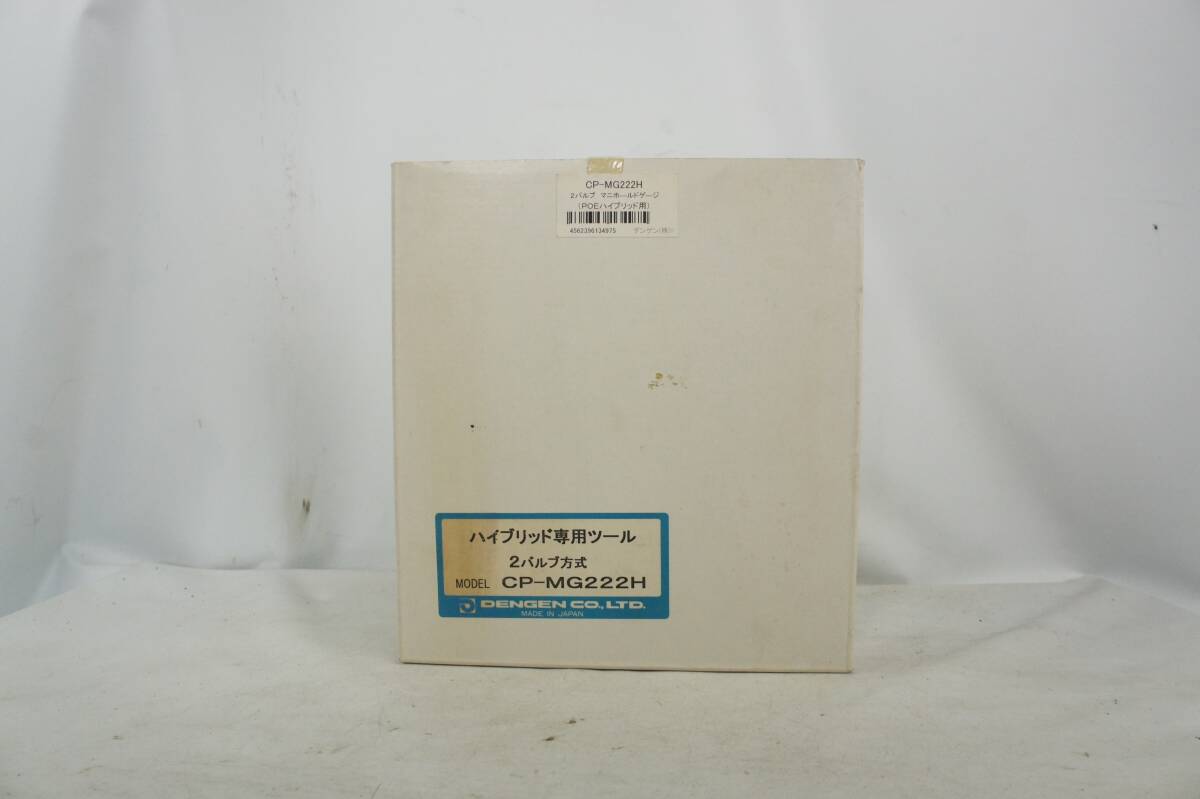 CP-MG222H
2バルブ マニホールドゲージ
(POEハイブリッド用)
4562396134975 デンゲン(株)
ハイブリッド専用ツール
2バルブ方式
MODEL CP-MG222H
DENGEN CO., LTD.
MADE IN JAPAN